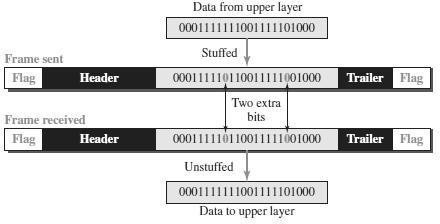 Data from upper layer
0001111111001111101000
Stuffed
Frame sent
Flag Header 000111110110011111001000 Trailer Flag
Two extra
bits
Frame received
Flag Header 000111110110011111001000 Trailer Flag
Unstuffed
0001111111001111101000
Data to upper layer